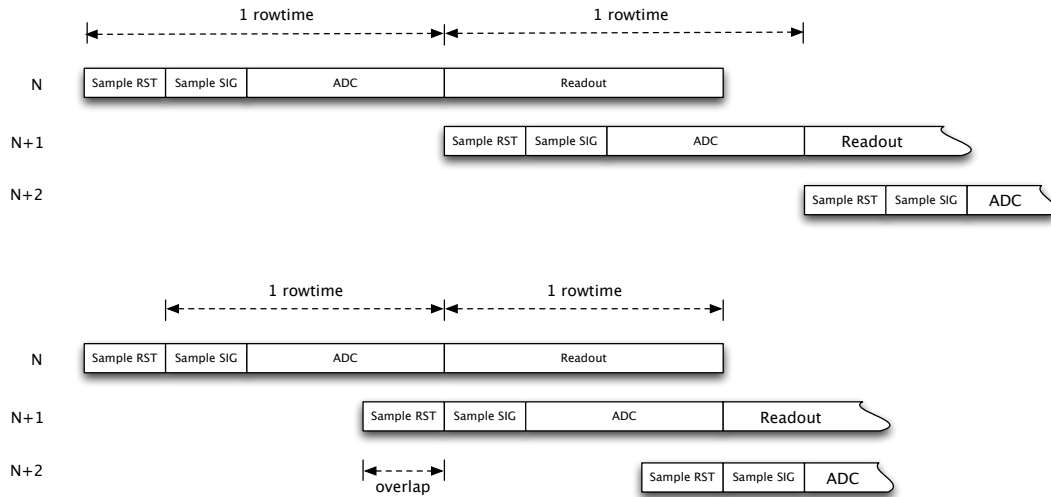 1 rowtime 1 rowtime
N Sample RST Sample SIG ADC Readout
N+1 Sample RST Sample SIG ADC Readout
N+2 Sample RST Sample SIG ADC
1 rowtime 1 rowtime
N Sample RST Sample SIG ADC Readout
N+1 Sample RST Sample SIG ADC Readout
N+2 Sample RST Sample SIG ADC
overlap